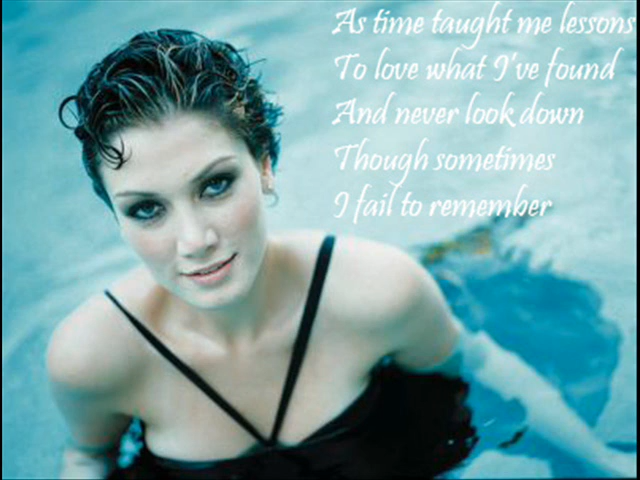 As time taught me lessons
To love what I've found
And never look down
Though sometimes
I fail to remember